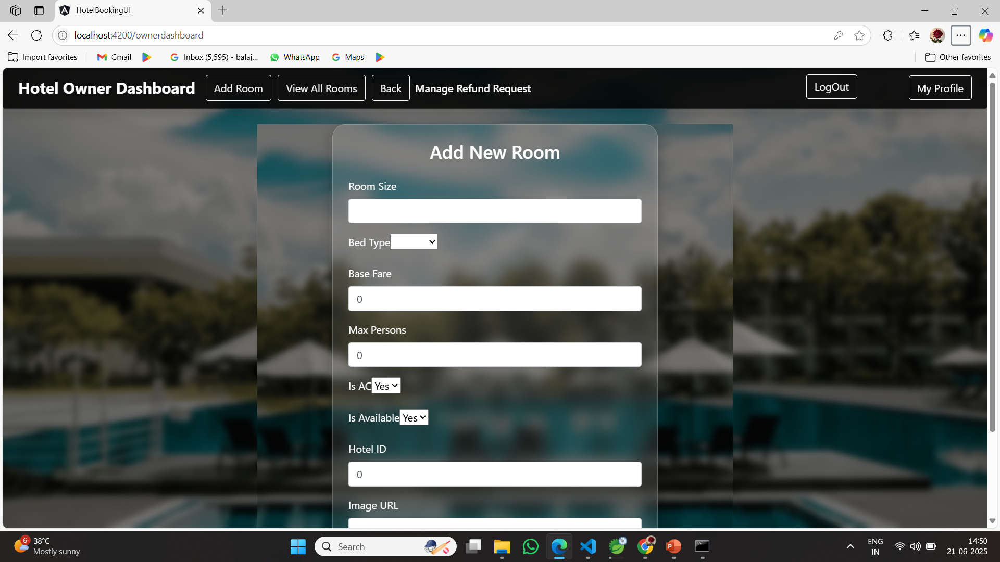 HotelBookingUI
localhost:4200/ownerdashboard
Import favorites
Gmail
Inbox (5,595) - balaj...
WhatsApp
Maps
Other favorites
Hotel Owner Dashboard
Add Room
View All Rooms
Back
Manage Refund Request
LogOut
My Profile
Add New Room
Room Size
Bed Type
Base Fare
0
Max Persons
0
Is AC Yes
Is Available Yes
Hotel ID
0
Image URL
6
38°C
Mostly sunny
Search
ENG
IN
14:50
21-06-2025